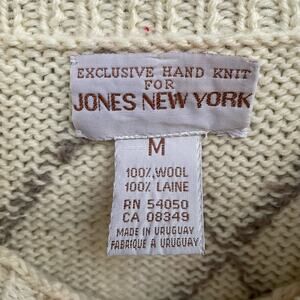 EXCLUSIVE HAND KNIT
FOR
JONES NEW YORK
M
100% WOOL
100% LAINE
RN 54050
CA 08349
MADE IN URUGUAY
FABRIQUÉ A URUGUAY